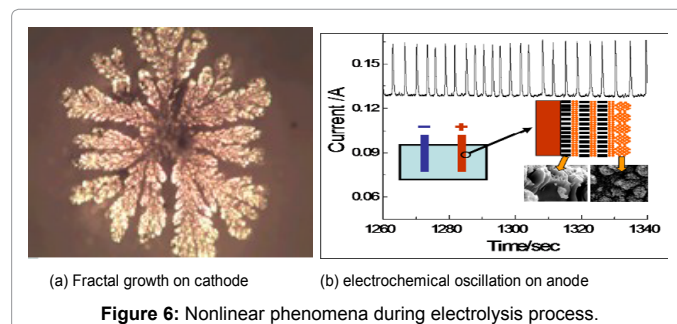 0.15
0.12
0.09
0.06
Current /A
−
+
1260 1280 1300 1320 1340
Time/sec
(a) Fractal growth on cathode
(b) electrochemical oscillation on anode
Figure 6: Nonlinear phenomena during electrolysis process.